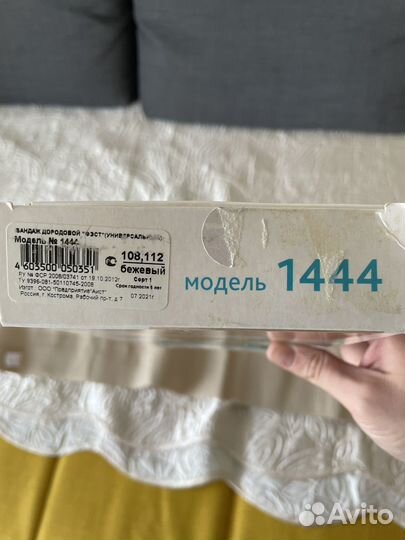 БАНДАЖ ДОРОДОВОЙ "ФЭСТ"(УНИВЕРСАЛЬНЫЙ)
Модель № 1444
4 603500 050351
108,112
бежевый
РУ № ФСР 2008/03741 от 19.10.2012г.
Сорт 1
ТУ 9396-081-50110745-2008
Срок годности 5 лет
Изгот.: ООО "Предприятие"Аист"
Россия, г. Кострома, Рабочий пр-т, д.7
07.2021г
модель 1444
Avito